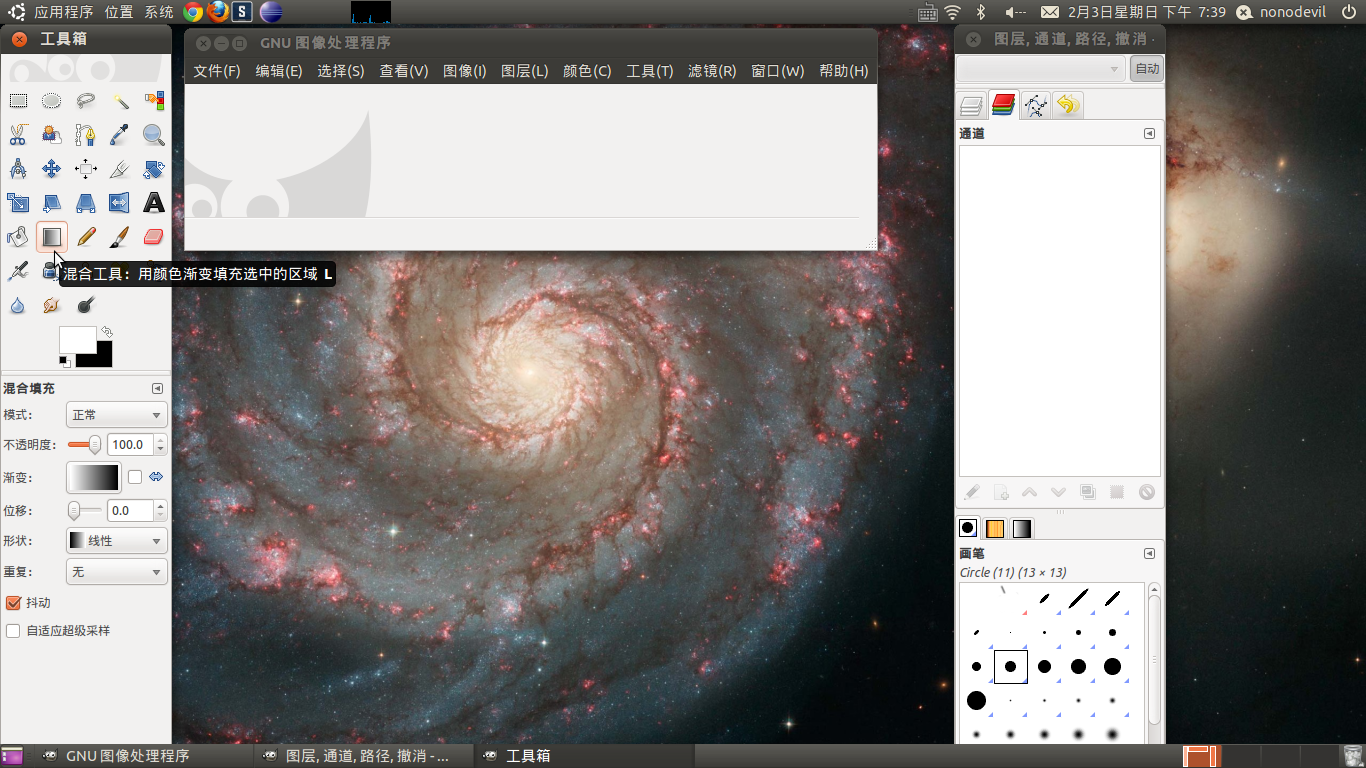 应用程序 位置 系统 S 2月3日星期日 下午 7:39 nonodevil
工具箱
GNU 图像处理程序
文件(F) 编辑(E) 选择(S) 查看(V) 图像(I) 图层(L) 颜色(C) 工具(T) 滤镜(R) 窗口(W) 帮助(H)
图层, 通道, 路径, 撤消 -
自动
通道
A
混合工具：用颜色渐变填充选中的区域 L
混合填充
模式: 正常
不透明度: 100.0
渐变:
位移: 0.0
形状: 线性
重复: 无
抖动
自适应超级采样
画笔
Circle (11) (13 × 13)
GNU 图像处理程序 图层, 通道, 路径, 撤消 - ... 工具箱